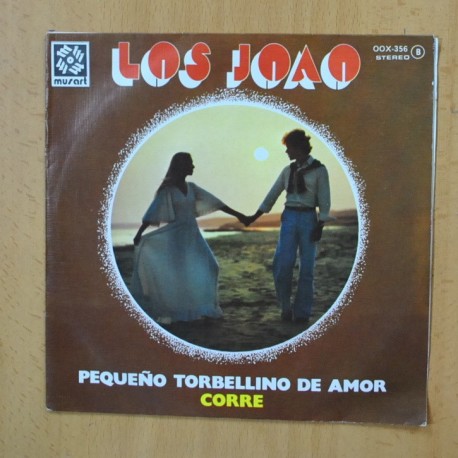 musart
LOS JOAO
OOX-356 B
STEREO
PEQUEÑO TORBELLINO DE AMOR
CORRE